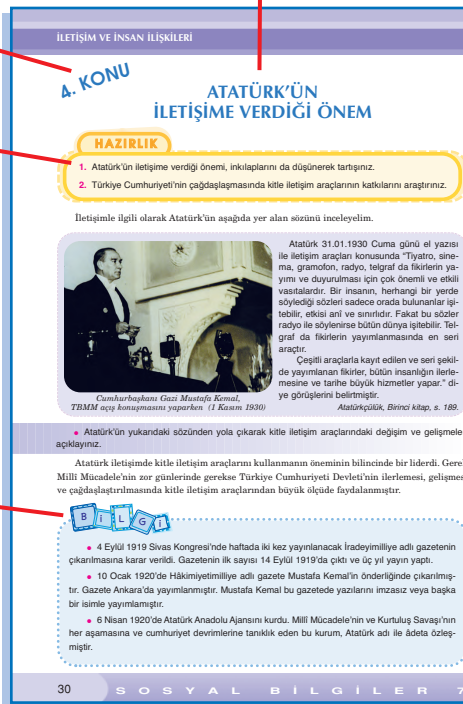 İLETİŞİM VE İNSAN İLİŞKİLERİ
4. KONU
ATATÜRK'ÜN
İLETİŞİME VERDİĞİ ÖNEM
HAZIRLIK
1. Atatürk'ün iletişime verdiği önemi, inkılaplarını da düşünerek tartışınız.
2. Türkiye Cumhuriyeti'nin çağdaşlaşmasında kitle iletişim araçlarının katkılarını araştırınız.
İletişimle ilgili olarak Atatürk'ün aşağıda yer alan sözünü inceleyelim.
Atatürk 31.01.1930 Cuma günü el yazısı
ile iletişim araçları konusunda "Tiyatro, sine-
ma, gramofon, radyo, telgraf da fikirlerin ya-
yımı ve duyurulması için çok önemli ve etkili
vasıtalardır. Bir insanın, herhangi bir yerde
söylediği sözleri sadece orada bulunanlar işi-
tebilir, etkisi anî ve sınırlıdır. Fakat bu sözler
radyo ile söylenirse bütün dünya işitebilir. Tel-
graf da fikirlerin yayımlanmasında en seri
araçtır.
Çeşitli araçlarla kayıt edilen ve seri şekil-
de yayımlanan fikirler, bütün insanlığın ilerle-
mesine ve tarihe büyük hizmetler yapar." di-
ye görüşlerini belirtmiştir.
Atatürkçülük, Birinci kitap, s. 189.
Cumhurbaşkanı Gazi Mustafa Kemal,
TBMM açış konuşmasını yaparken (1 Kasım 1930)
• Atatürk'ün yukarıdaki sözünden yola çıkarak kitle iletişim araçlarındaki değişim ve gelişmele
açıklayınız.
Atatürk iletişimde kitle iletişim araçlarını kullanmanın öneminin bilincinde bir liderdi. Gere
Millî Mücadele'nin zor günlerinde gerekse Türkiye Cumhuriyeti Devleti'nin ilerlemesi, gelişmes
ve çağdaşlaştırılmasında kitle iletişim araçlarından büyük ölçüde faydalanmıştır.
BİLGİ
• 4 Eylül 1919 Sivas Kongresi'nde haftada iki kez yayınlanacak İradeyimilliye adlı gazetenin
çıkarılmasına karar verildi. Gazetenin ilk sayısı 14 Eylül 1919'da çıktı ve üç yıl yayın yaptı.
• 10 Ocak 1920'de Hâkimiyetimilliye adlı gazete Mustafa Kemal'in önderliğinde çıkarılmış-
tır. Gazete Ankara'da yayımlanmıştır. Mustafa Kemal bu gazetede yazılarını imzasız veya başka
bir isimle yayımlamıştır.
• 6 Nisan 1920'de Atatürk Anadolu Ajansını kurdu. Millî Mücadele'nin ve Kurtuluş Savaşı'nın
her aşamasına ve cumhuriyet devrimlerine tanıklık eden bu kurum, Atatürk adı ile âdeta özleş-
miştir.
30 SOSYAL BİLGİLER 7